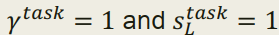 γ^task = 1 and s_L^task = 1